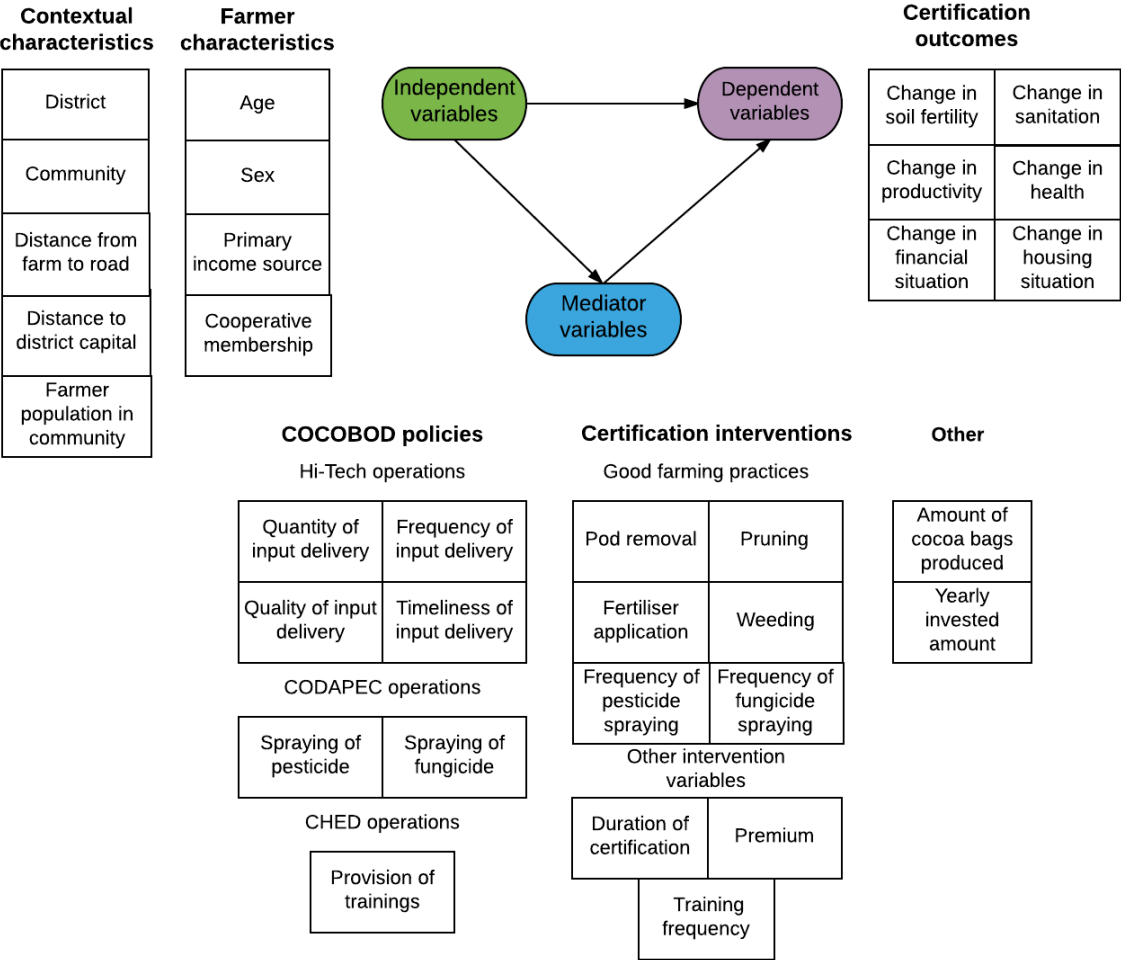 Contextual
characteristics
District
Community
Distance from
farm to road
Distance to
district capital
Farmer
population in
community
Farmer
characteristics
Age
Sex
Primary
income source
Cooperative
membership
Independent
variables
Dependent
variables
Mediator
variables
Certification
outcomes
Change in
soil fertility
Change in
sanitation
Change in
productivity
Change in
health
Change in
financial
situation
Change in
housing
situation
COCOBOD policies
Hi-Tech operations
Quantity of
input delivery
Frequency of
input delivery
Quality of input
delivery
Timeliness of
input delivery
CODAPEC operations
Spraying of
pesticide
Spraying of
fungicide
CHED operations
Provision of
trainings
Certification interventions
Good farming practices
Pod removal
Pruning
Fertiliser
application
Weeding
Frequency of
pesticide
spraying
Frequency of
fungicide
spraying
Other intervention
variables
Duration of
certification
Premium
Training
frequency
Other
Amount of
cocoa bags
produced
Yearly
invested
amount